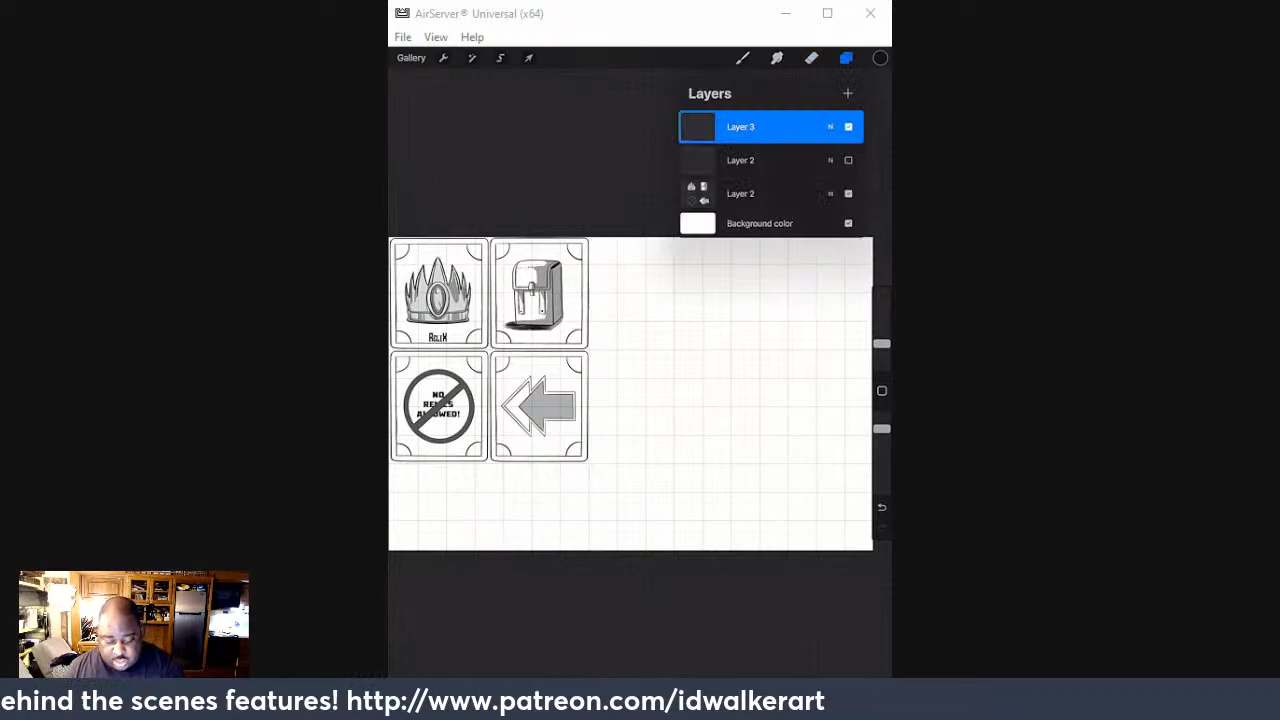 AirServer® Universal (x64)
File View Help
Gallery
Layers
Layer 3 N
Layer 2 N
Layer 2 N
Background color
RELIX
NO
RELICS
ALLOWED!
ehind the scenes features! http://www.patreon.com/idwalkerart